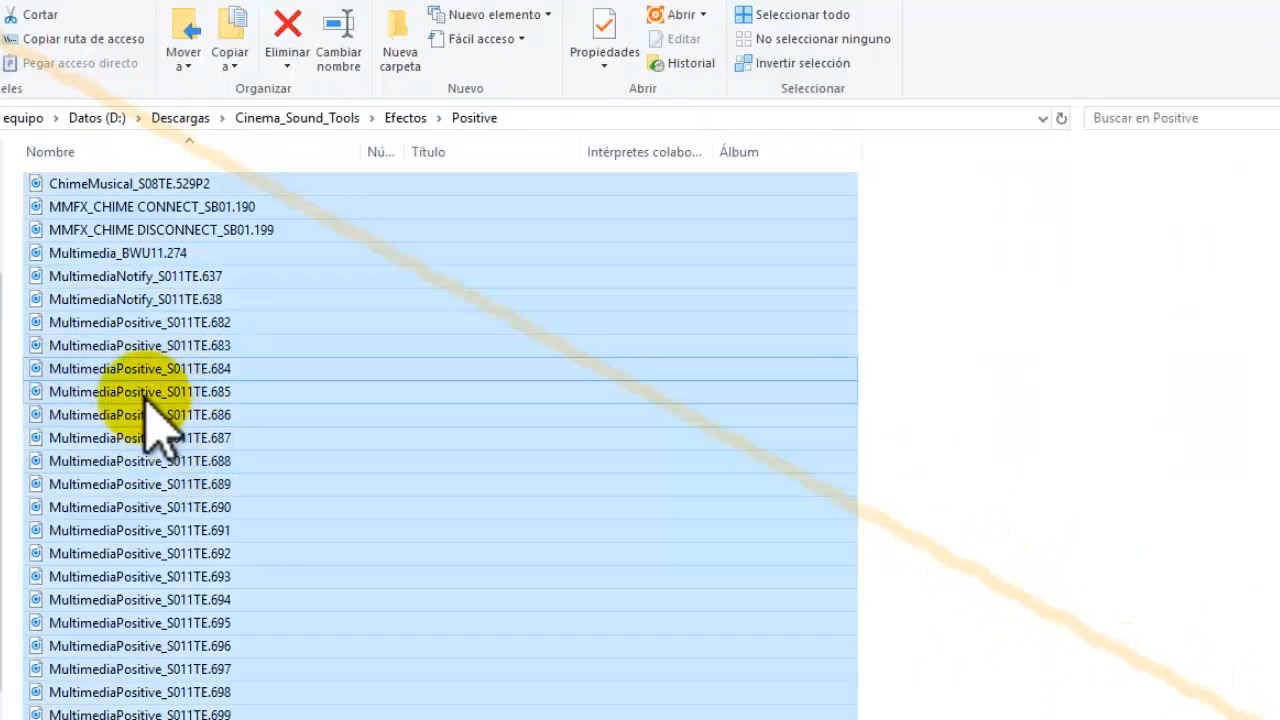 Cortar
Copiar ruta de acceso
Pegar acceso directo
eles
Mover a
Copiar a
Eliminar
Cambiar nombre
Organizar
Nueva carpeta
Nuevo elemento
Fácil acceso
Nuevo
Propiedades
Abrir
Editar
Historial
Abrir
Seleccionar todo
No seleccionar ninguno
Invertir selección
Seleccionar
equipo › Datos (D:) › Descargas › Cinema_Sound_Tools › Efectos › Positive
Buscar en Positive
Nombre Nú... Título Intérpretes colabo... Álbum
ChimeMusical_S08TE.529P2
MMFX_CHIME CONNECT_SB01.190
MMFX_CHIME DISCONNECT_SB01.199
Multimedia_BWU11.274
MultimediaNotify_S011TE.637
MultimediaNotify_S011TE.638
MultimediaPositive_S011TE.682
MultimediaPositive_S011TE.683
MultimediaPositive_S011TE.684
MultimediaPositive_S011TE.685
MultimediaPositive_S011TE.686
MultimediaPositive_S011TE.687
MultimediaPositive_S011TE.688
MultimediaPositive_S011TE.689
MultimediaPositive_S011TE.690
MultimediaPositive_S011TE.691
MultimediaPositive_S011TE.692
MultimediaPositive_S011TE.693
MultimediaPositive_S011TE.694
MultimediaPositive_S011TE.695
MultimediaPositive_S011TE.696
MultimediaPositive_S011TE.697
MultimediaPositive_S011TE.698
MultimediaPositive_S011TE.699